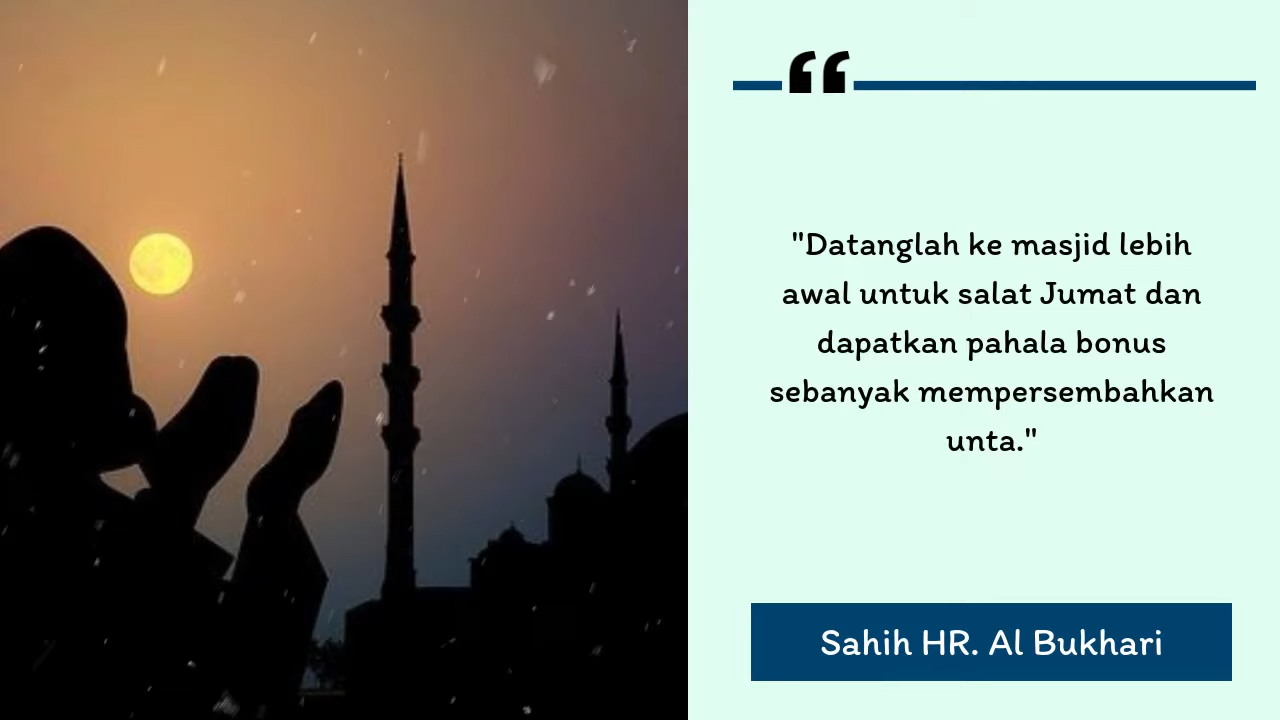 "Datanglah ke masjid lebih
awal untuk salat Jumat dan
dapatkan pahala bonus
sebanyak mempersembahkan
unta."
Sahih HR. Al Bukhari